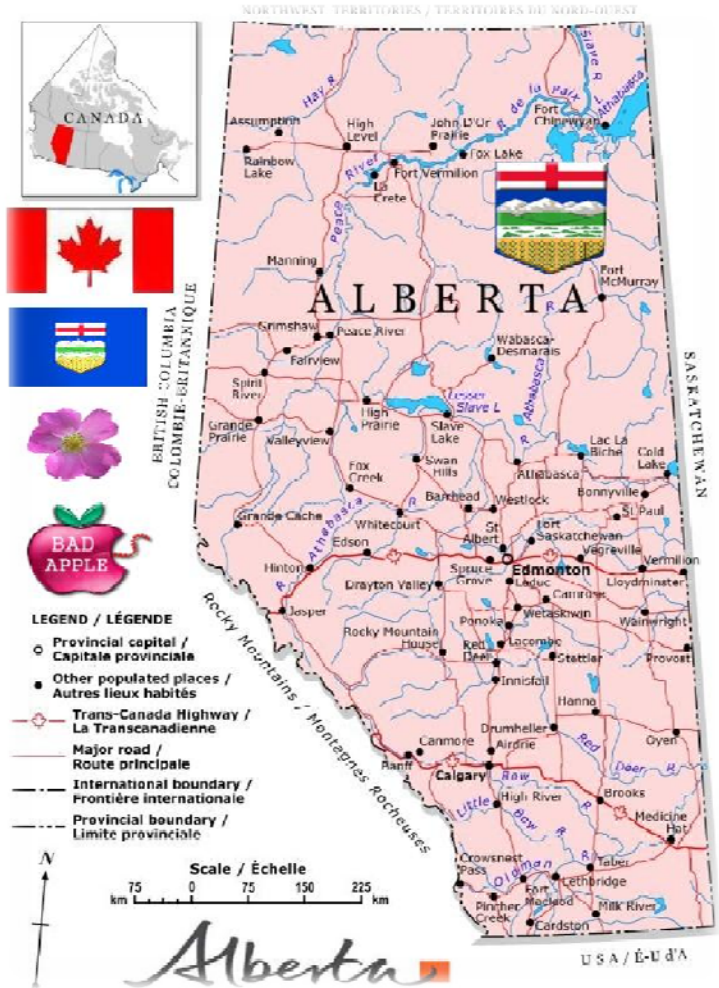 NORTHWEST TERRITORIES / TERRITOIRES DU NORD-OUEST
CANADA
Hay R
Slave R
R de la Paix
L Athabasca
Assumption
High
Level
John D'Or
Prairie
Fort
Chipewyan
Rainbow
Lake
Fox Lake
Fort Vermilion
La
Crete
Peace River
Manning
Fort
McMurray
ALBERTA
BRITISH COLUMBIA
COLOMBIE-BRITANNIQUE
SASKATCHEWAN
Grimshaw
Peace River
Fairview
Wabasca-
Desmarais
Athabasca R
Spirit
River
Lesser
Slave L
High
Prairie
Slave
Lake
Grande
Prairie
Valleyview
Lac La
Biche
Cold
Lake
Swan
Hills
Athabasca
Fox
Creek
Bonnyville
Barrhead
Westlock
St Paul
Grande Cache
Athabasca R
Whitecourt
St
Albert
Fort
Saskatchewan
Edson
Vegreville
Vermilion
BAD
APPLE
Hinton
Spruce
Grove
Edmonton
Lloydminster
Drayton Valley
Leduc
Camrose
R
Jasper
Wetaskiwin
Ponoka
Wainwright
LEGEND / LÉGENDE
Provincial capital /
Capitale provinciale
Other populated places /
Autres lieux habités
Trans-Canada Highway /
La Transcanadienne
Major road /
Route principale
International boundary /
Frontière internationale
Provincial boundary /
Limite provinciale
Rocky Mountains / Montagnes Rocheuses
Rocky Mountain
House
Lacombe
Red
Deer
Stettler
Provost
Innisfail
Hanna
Drumheller
Oyen
Canmore
Airdrie
Red Deer R
Banff
Calgary
Bow R
High River
Brooks
Little Bow R
Medicine
Hat
Crowsnest
Pass
Oldman R
Taber
Fort
Macleod
Lethbridge
Pincher
Creek
Milk River
Cardston
N
Scale / Échelle
75 0 75 150 225
km km
USA / É-U d'A
Alberta